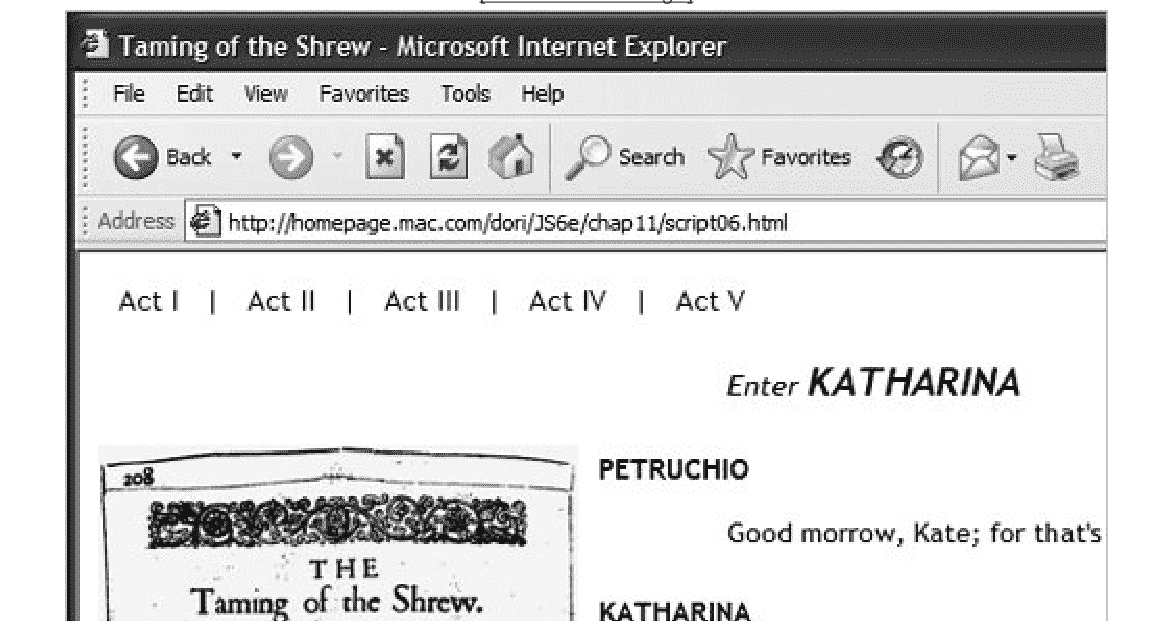 Taming of the Shrew - Microsoft Internet Explorer
File Edit View Favorites Tools Help
Back Search Favorites
Address http://homepage.mac.com/dori/JS6e/chap11/script06.html
Act I | Act II | Act III | Act IV | Act V
Enter KATHARINA
208
PETRUCHIO
Good morrow, Kate; for that's
THE
Taming of the Shrew.
KATHARINA